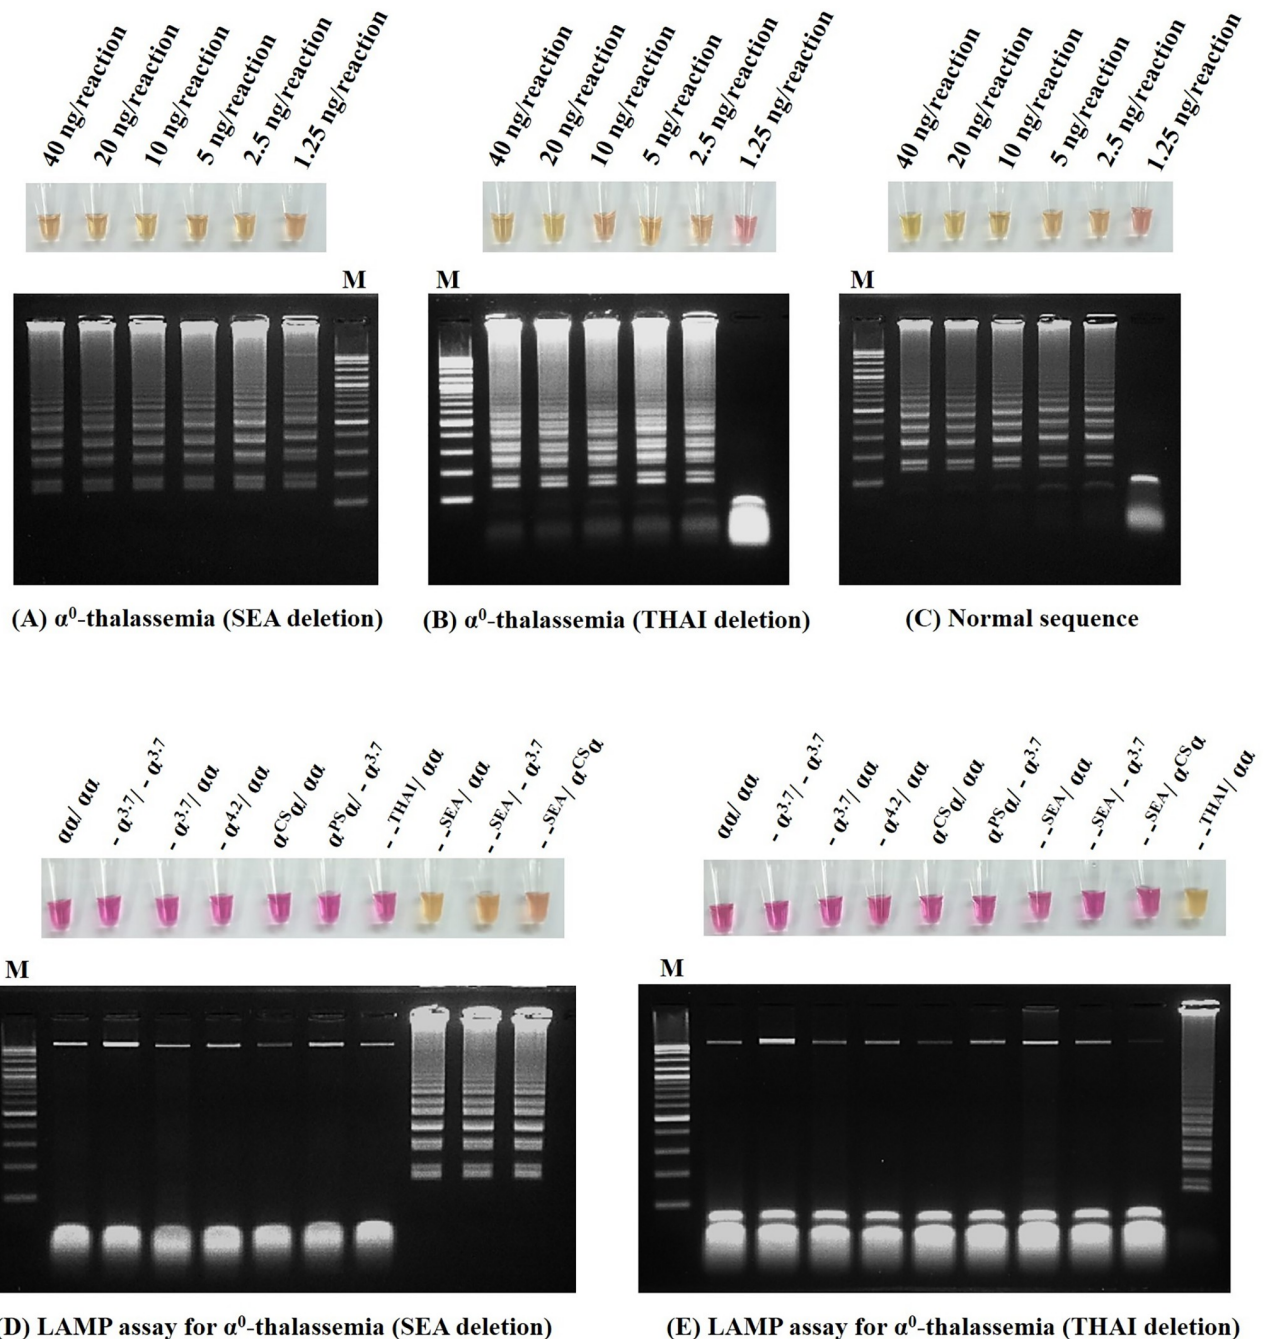 40 ng/reaction
20 ng/reaction
10 ng/reaction
5 ng/reaction
2.5 ng/reaction
1.25 ng/reaction
40 ng/reaction
20 ng/reaction
10 ng/reaction
5 ng/reaction
2.5 ng/reaction
1.25 ng/reaction
40 ng/reaction
20 ng/reaction
10 ng/reaction
5 ng/reaction
2.5 ng/reaction
1.25 ng/reaction
M
M
M
(A) α⁰-thalassemia (SEA deletion)
(B) α⁰-thalassemia (THAI deletion)
(C) Normal sequence
αα/ αα
- α³·⁷/ - α³·⁷
- α³·⁷/ αα
- α⁴·²/ αα
α^CSα/ αα
α^PSα/ - α³·⁷
- -^THAI/ αα
- -^SEA/ αα
- -^SEA/ - α³·⁷
- -^SEA/ α^CSα
αα/ αα
- α³·⁷/ - α³·⁷
- α³·⁷/ αα
- α⁴·²/ αα
α^CSα/ αα
α^PSα/ - α³·⁷
- -^SEA/ αα
- -^SEA/ - α³·⁷
- -^SEA/ α^CSα
- -^THAI/ αα
M
M
(D) LAMP assay for α⁰-thalassemia (SEA deletion)
(E) LAMP assay for α⁰-thalassemia (THAI deletion)